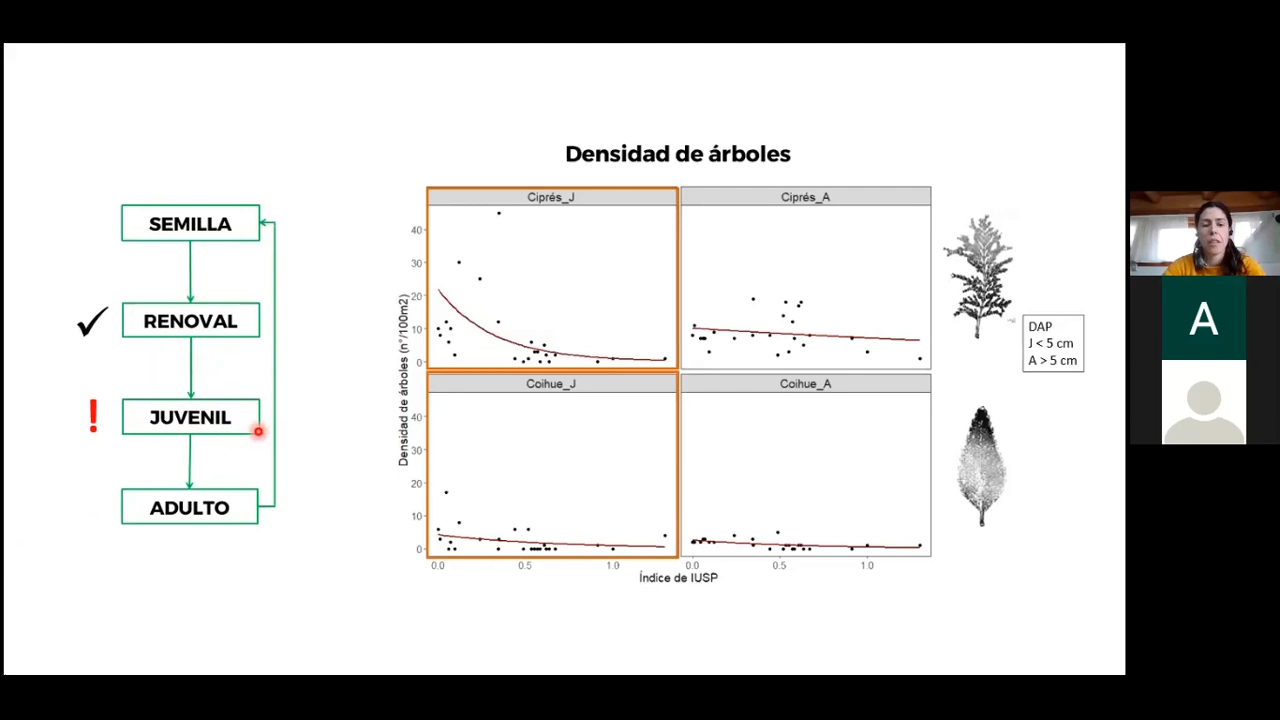 Densidad de árboles
SEMILLA
RENOVAL
!
JUVENIL
ADULTO
Ciprés_J
Ciprés_A
Coihue_J
Coihue_A
40
30
20
10
0
40
30
20
10
0
Densidad de árboles (n°/100m2)
0.0 0.5 1.0
0.0 0.5 1.0
Índice de IUSP
DAP
J < 5 cm
A > 5 cm
A